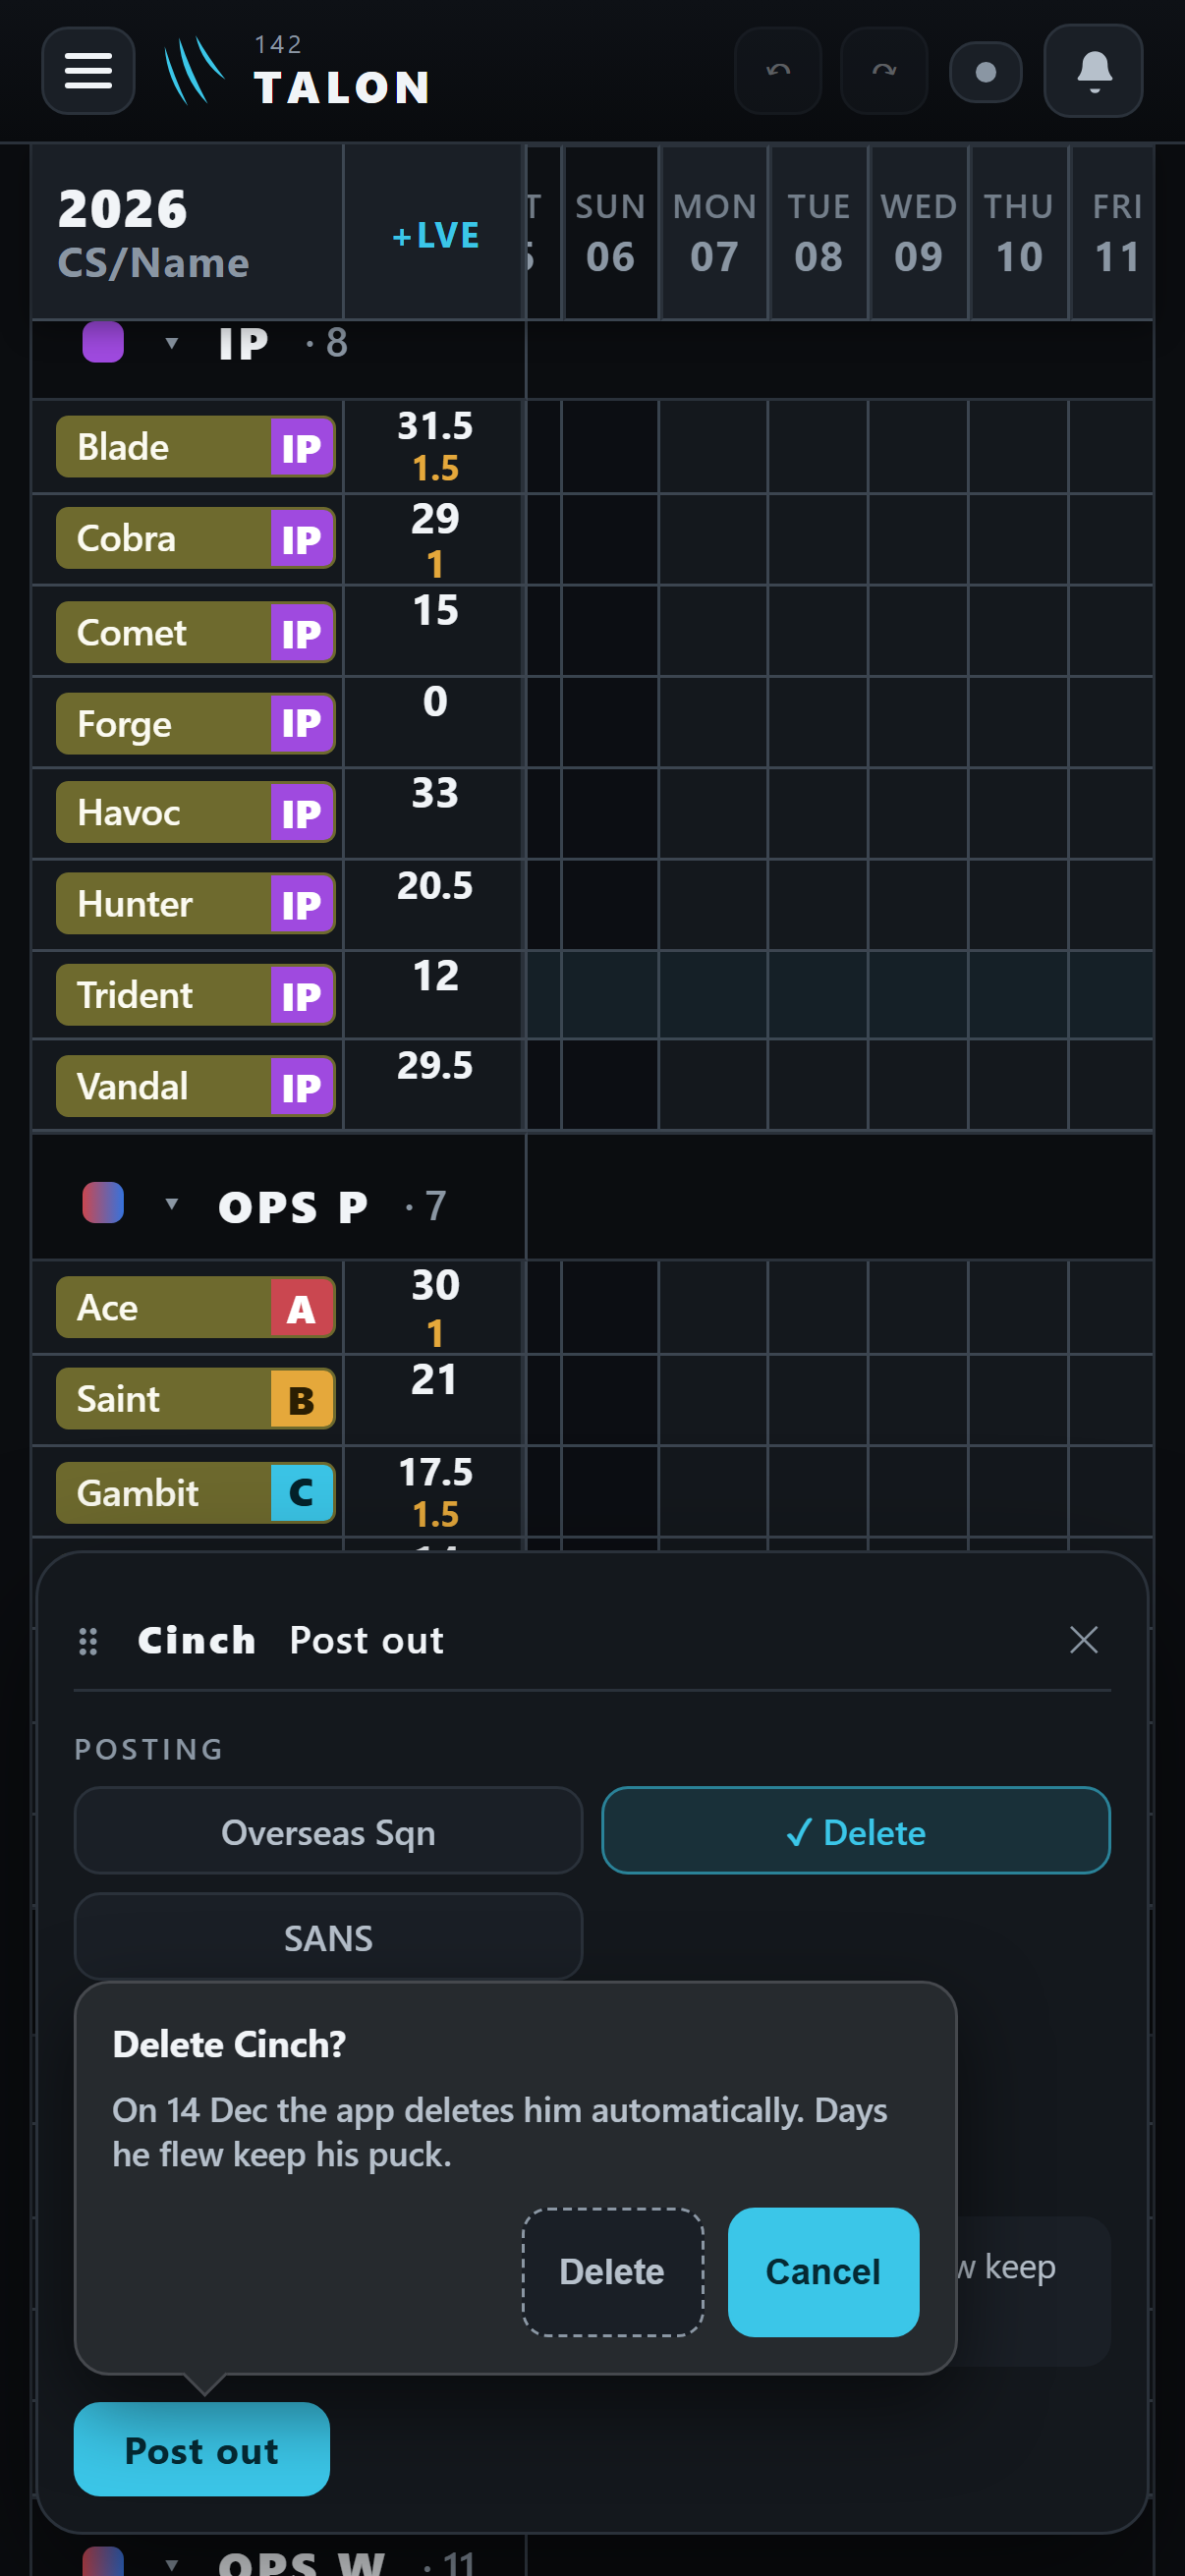 142
TALON
2026
CS/Name
+LVE
SUN
06
MON
07
TUE
08
WED
09
THU
10
FRI
11
IP · 8
Blade IP 31.5
1.5
Cobra IP 29
1
Comet IP 15
Forge IP 0
Havoc IP 33
Hunter IP 20.5
Trident IP 12
Vandal IP 29.5
OPS P · 7
Ace A 30
1
Saint B 21
Gambit C 17.5
1.5
Cinch Post out
POSTING
Overseas Sqn
✓ Delete
SANS
Delete Cinch?
On 14 Dec the app deletes him automatically. Days
he flew keep his puck.
Delete Cancel
keep
Post out
OPS W · 11